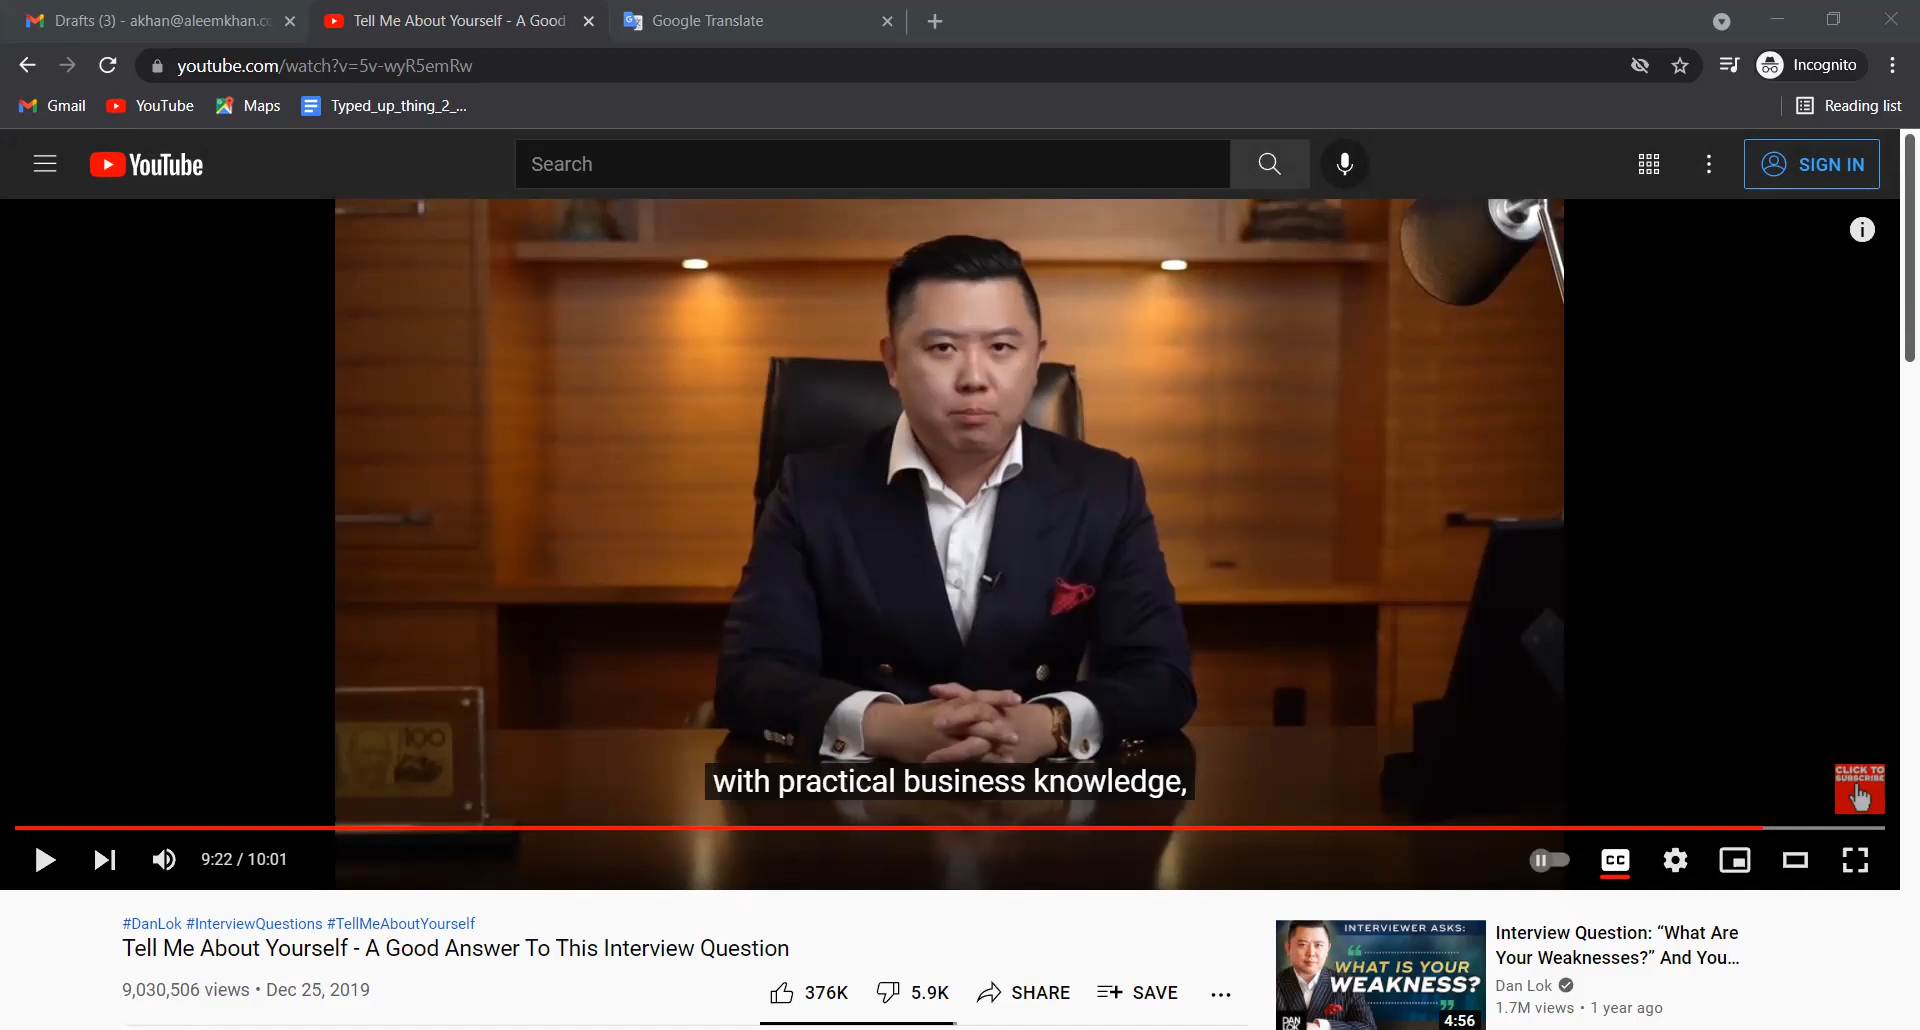 Drafts (3) - akhan@aleemkhan.co
Tell Me About Yourself - A Good
Google Translate
youtube.com/watch?v=5v-wyR5emRw
Incognito
Gmail
YouTube
Maps
Typed_up_thing_2_...
Reading list
YouTube
Search
SIGN IN
100
with practical business knowledge,
CLICK TO
SUBSCRIBE
9:22 / 10:01
CC
#DanLok #InterviewQuestions #TellMeAboutYourself
Tell Me About Yourself - A Good Answer To This Interview Question
9,030,506 views • Dec 25, 2019
376K
5.9K
SHARE
SAVE
INTERVIEWER ASKS:
"WHAT IS YOUR
WEAKNESS?"
DAN
LOK
4:56
Interview Question: “What Are
Your Weaknesses?” And You...
Dan Lok
1.7M views • 1 year ago